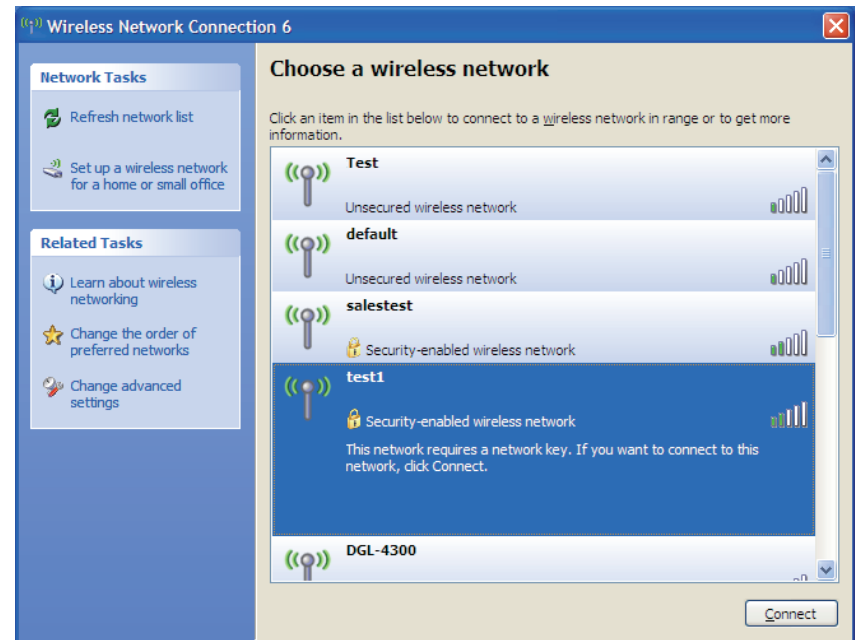 Wireless Network Connection 6
Network Tasks
Refresh network list
Set up a wireless network
for a home or small office
Related Tasks
Learn about wireless
networking
Change the order of
preferred networks
Change advanced
settings
Choose a wireless network
Click an item in the list below to connect to a wireless network in range or to get more
information.
Test
Unsecured wireless network
default
Unsecured wireless network
salestest
Security-enabled wireless network
test1
Security-enabled wireless network
This network requires a network key. If you want to connect to this
network, click Connect.
DGL-4300
Connect